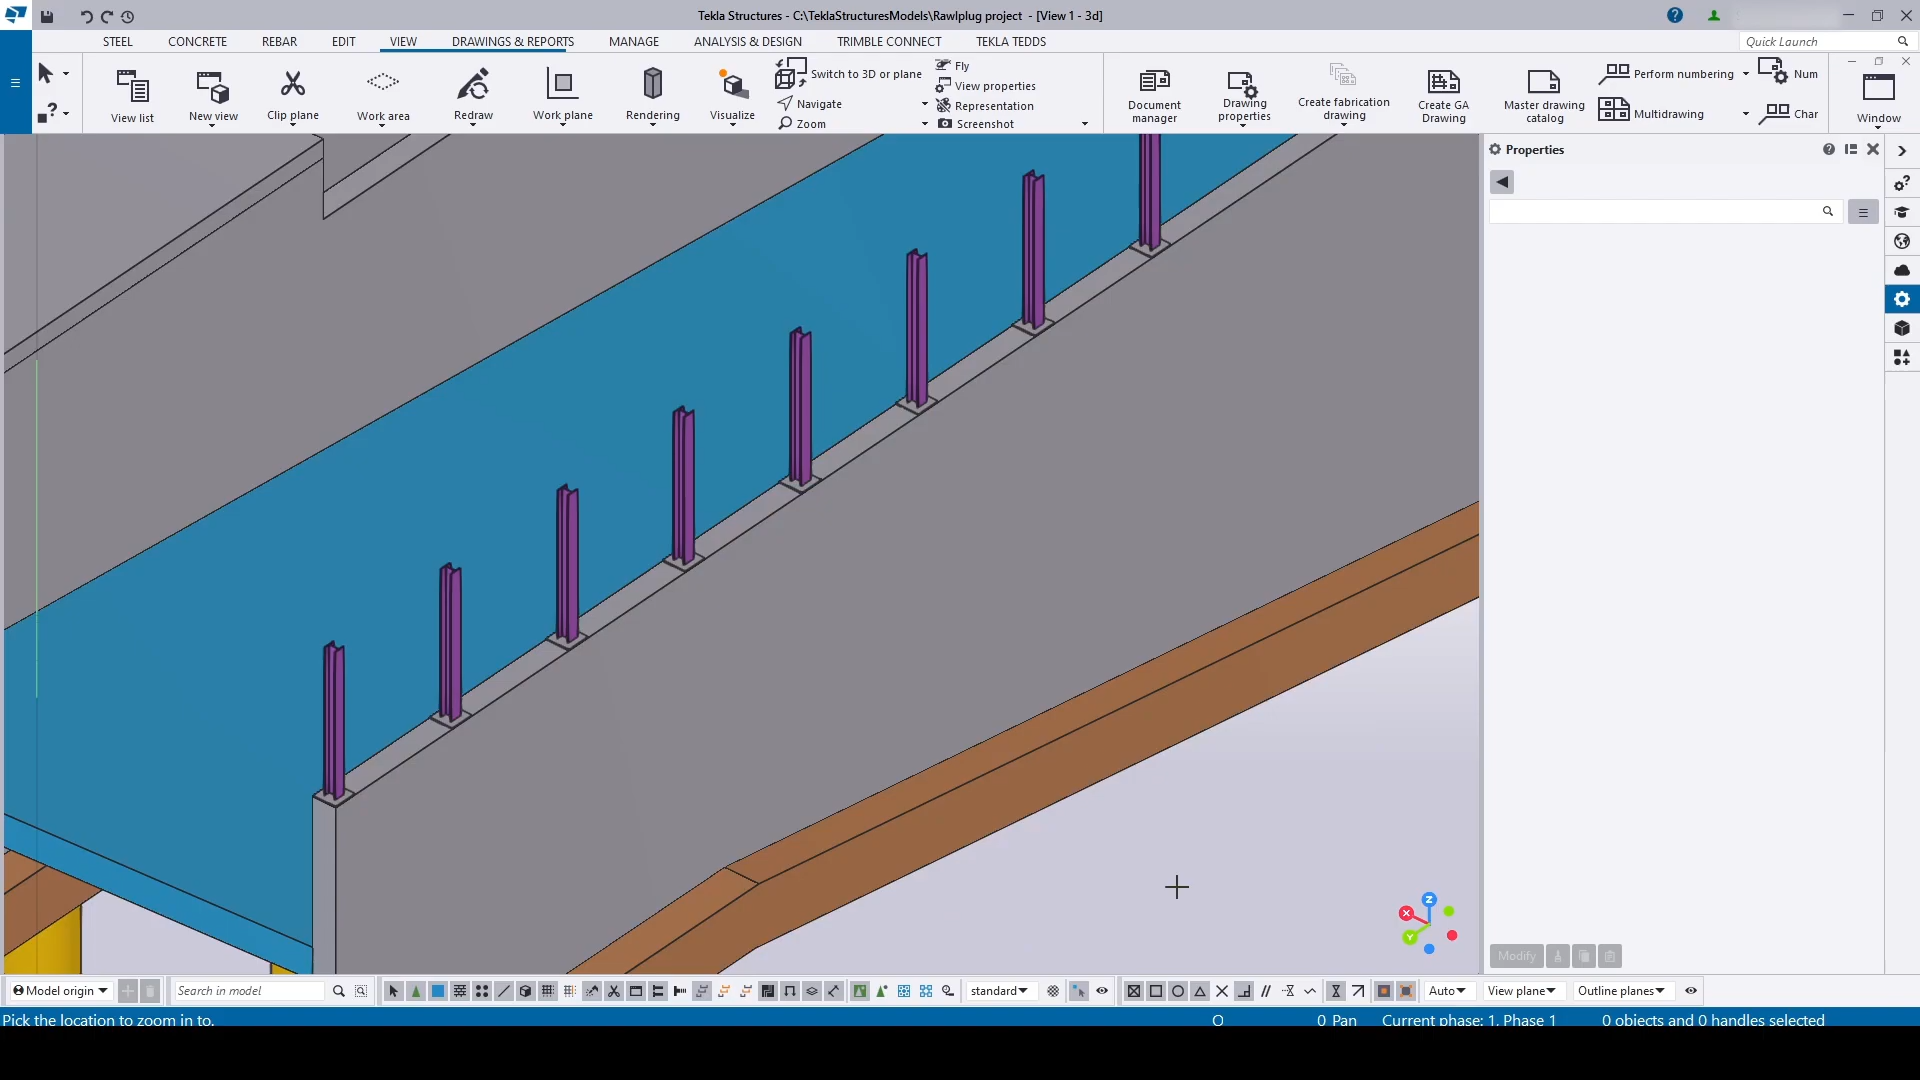 Tekla Structures - C:\TeklaStructuresModels\Rawlplug project - [View 1 - 3d]
STEEL CONCRETE REBAR EDIT VIEW DRAWINGS & REPORTS MANAGE ANALYSIS & DESIGN TRIMBLE CONNECT TEKLA TEDDS Quick Launch
View list
New view
Clip plane
Work area
Redraw
Work plane
Rendering
Visualize
Switch to 3D or plane
Navigate
Zoom
Fly
View properties
Representation
Screenshot
Document manager
Drawing properties
Create fabrication drawing
Create GA Drawing
Master drawing catalog
Perform numbering
Multidrawing
Num
Char
Window
Properties
Modify
Z
X
Y
Model origin
Search in model
standard
Auto
View plane
Outline planes
Pick the location to zoom in to. O 0 Pan Current phase: 1, Phase 1 0 objects and 0 handles selected